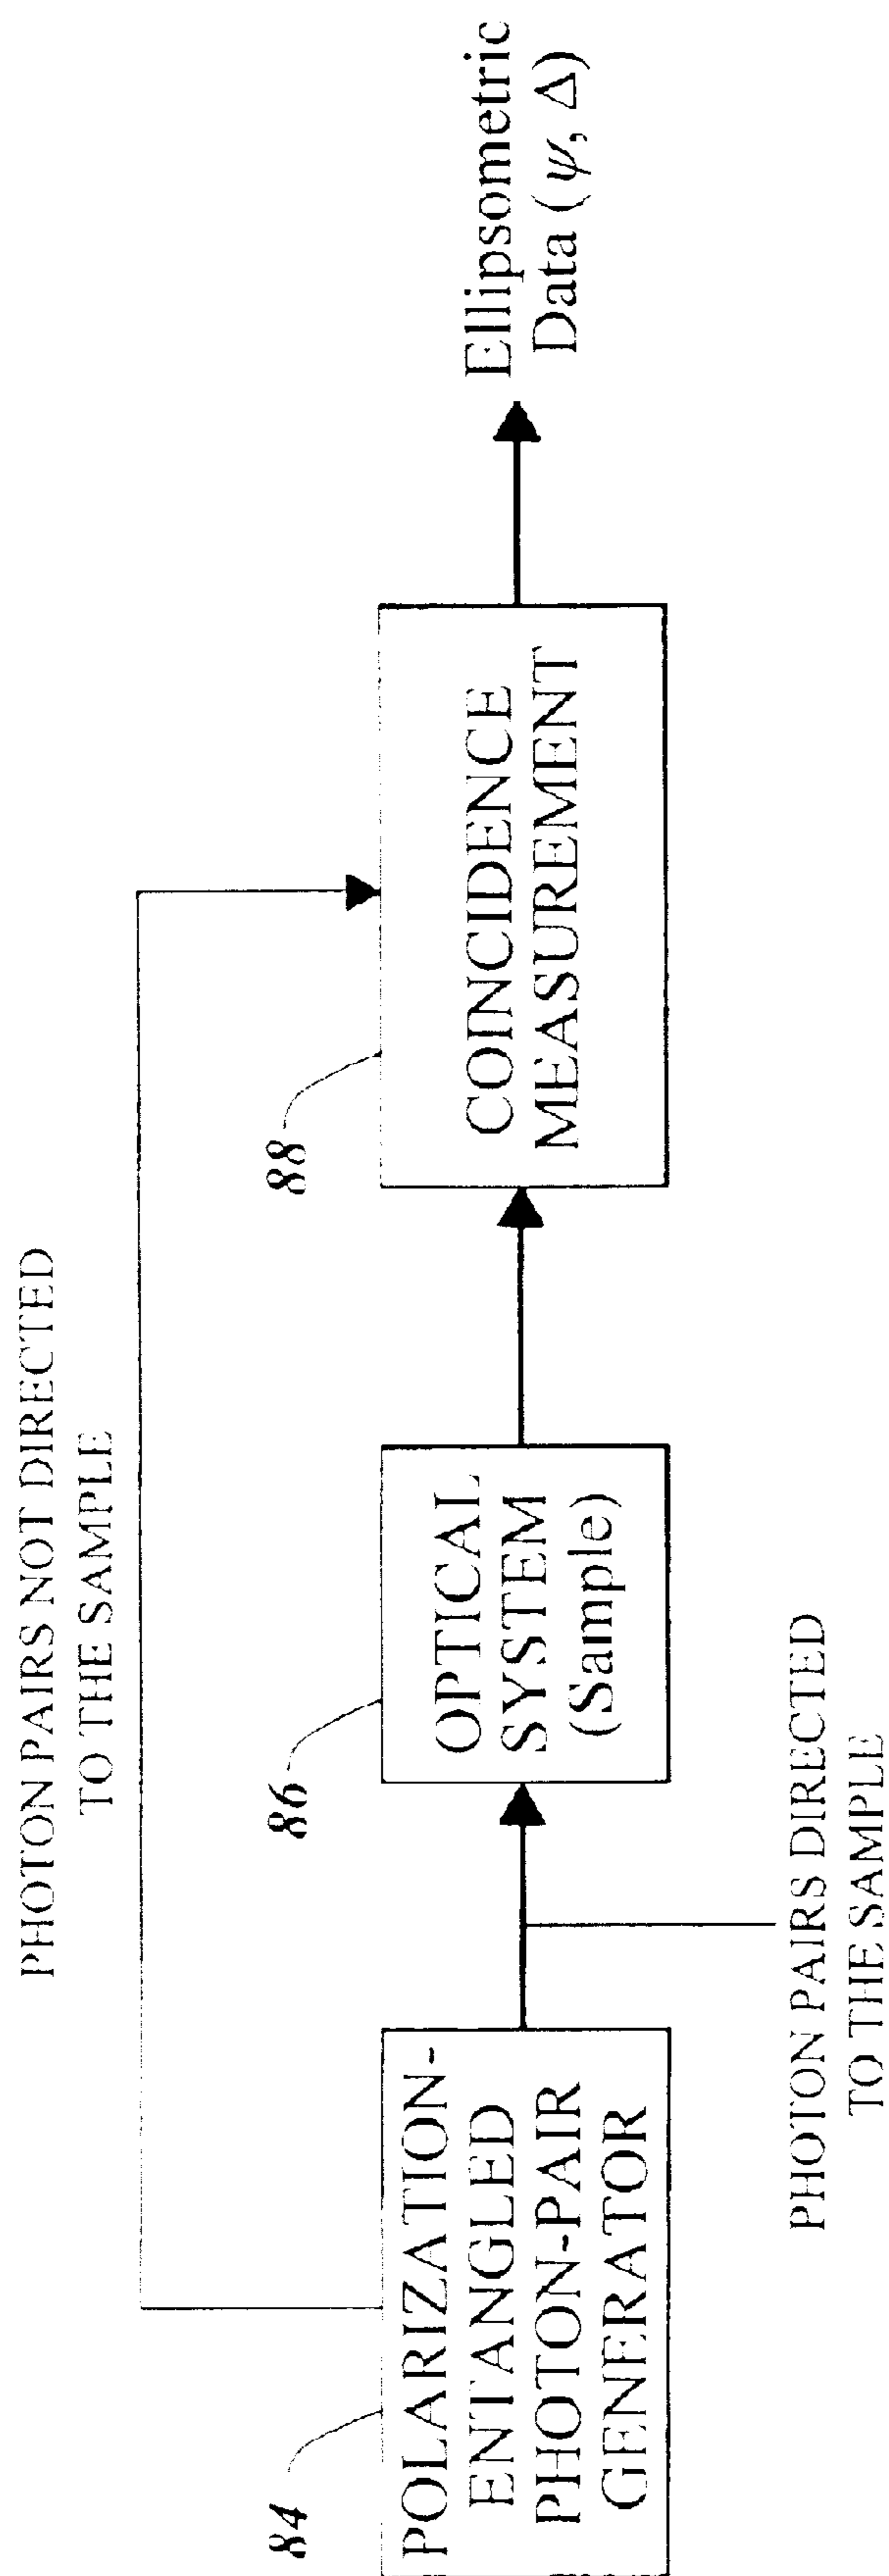 PHOTON PAIRS NOT DIRECTED
TO THE SAMPLE
84
POLARIZATION-
ENTANGLED
PHOTON-PAIR
GENERATOR
PHOTON PAIRS DIRECTED
TO THE SAMPLE
86
OPTICAL
SYSTEM
(Sample)
88
COINCIDENCE
MEASUREMENT
Ellipsometric
Data (ψ, Δ)